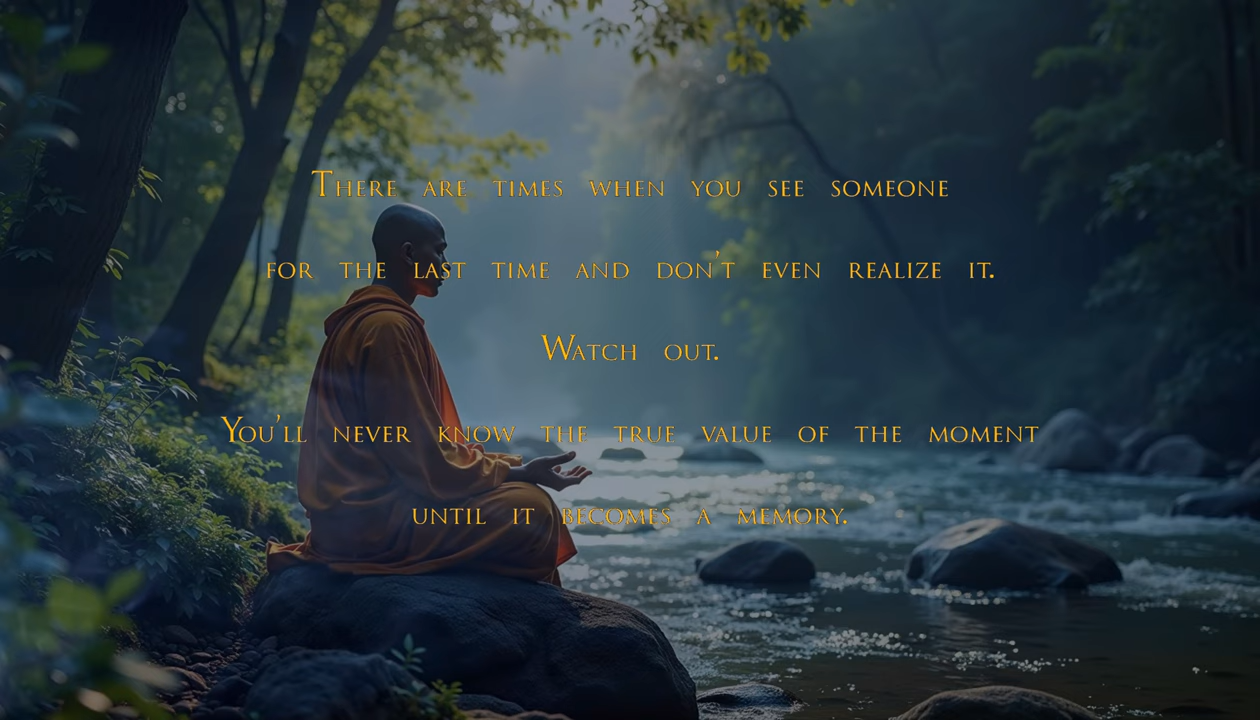 There are times when you see someone
for the last time and don't even realize it.
Watch out.
You'll never know the true value of the moment
until it becomes a memory.